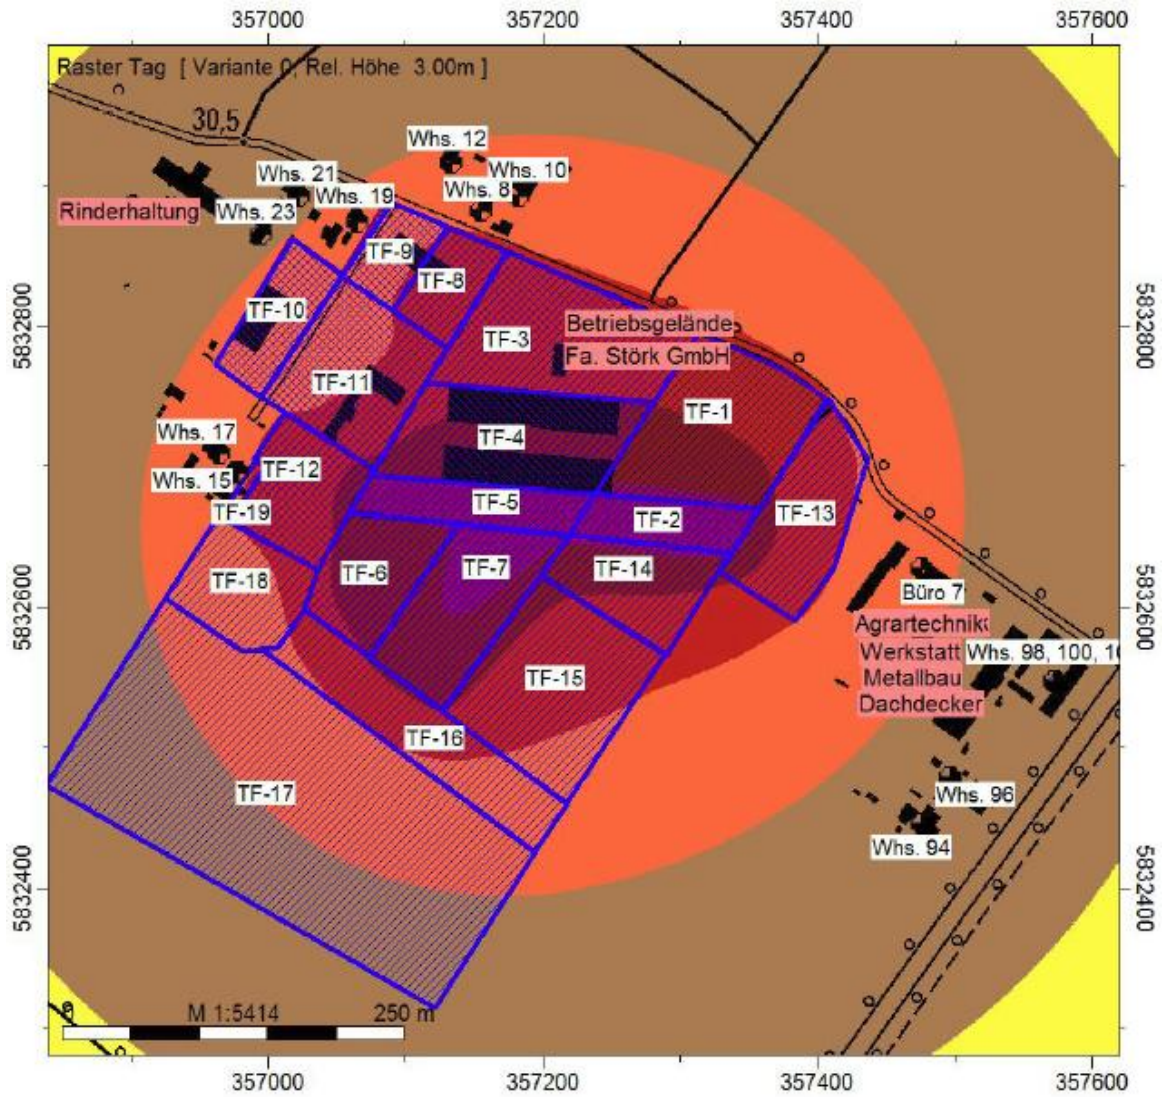 357000
357200
357400
357600
Raster Tag [ Variante 0, Rel. Höhe 3.00m ]
30,5
Whs. 12
Whs. 10
Whs. 21
Whs. 8
Whs. 19
Rinderhaltung
Whs. 23
TF-9
TF-8
TF-10
5832800
5832800
Betriebsgelände
TF-3
Fa. Störk GmbH
TF-11
TF-1
Whs. 17
TF-4
TF-12
Whs. 15
TF-5
TF-19
TF-2
TF-13
TF-6
TF-7
TF-14
TF-18
Büro 7
5832600
5832600
Agrartechnik
Werkstatt
Whs. 98, 100, 1
Metallbau
TF-15
Dachdecker
TF-16
TF-17
Whs. 96
Whs. 94
5832400
5832400
M 1:5414
0
250 m
357000
357200
357400
357600